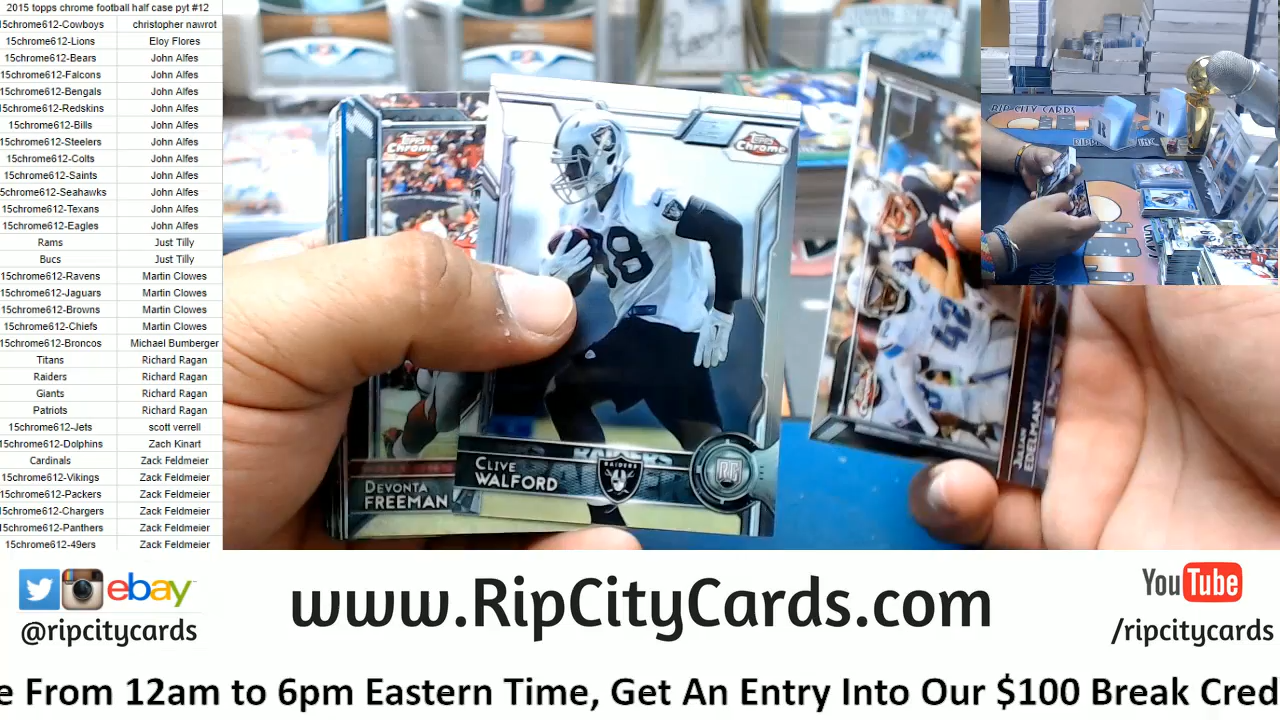 2015 topps chrome football half case pyt #12
15chrome612-Cowboys christopher nawrot
15chrome612-Lions Eloy Flores
15chrome612-Bears John Alfes
15chrome612-Falcons John Alfes
15chrome612-Bengals John Alfes
15chrome612-Redskins John Alfes
15chrome612-Bills John Alfes
15chrome612-Steelers John Alfes
15chrome612-Colts John Alfes
15chrome612-Saints John Alfes
5chrome612-Seahawks John Alfes
15chrome612-Texans John Alfes
15chrome612-Eagles John Alfes
Rams Just Tilly
Bucs Just Tilly
15chrome612-Ravens Martin Clowes
15chrome612-Jaguars Martin Clowes
15chrome612-Browns Martin Clowes
15chrome612-Chiefs Martin Clowes
15chrome612-Broncos Michael Bumberger
Titans Richard Ragan
Raiders Richard Ragan
Giants Richard Ragan
Patriots Richard Ragan
15chrome612-Jets scott verrell
15chrome612-Dolphins Zach Kinart
Cardinals Zack Feldmeier
15chrome612-Vikings Zack Feldmeier
15chrome612-Packers Zack Feldmeier
15chrome612-Chargers Zack Feldmeier
15chrome612-Panthers Zack Feldmeier
15chrome612-49ers Zack Feldmeier
Topps Chrome
Topps Chrome
88
RAIDERS
CLIVE
WALFORD
RC
DEVONTA
FREEMAN
42
Topps Chrome
JULIAN
EDELMAN
RIP CITY CARDS
R
T
ebay
@ripcitycards
www.RipCityCards.com
YouTube
/ripcitycards
e From 12am to 6pm Eastern Time, Get An Entry Into Our $100 Break Cred